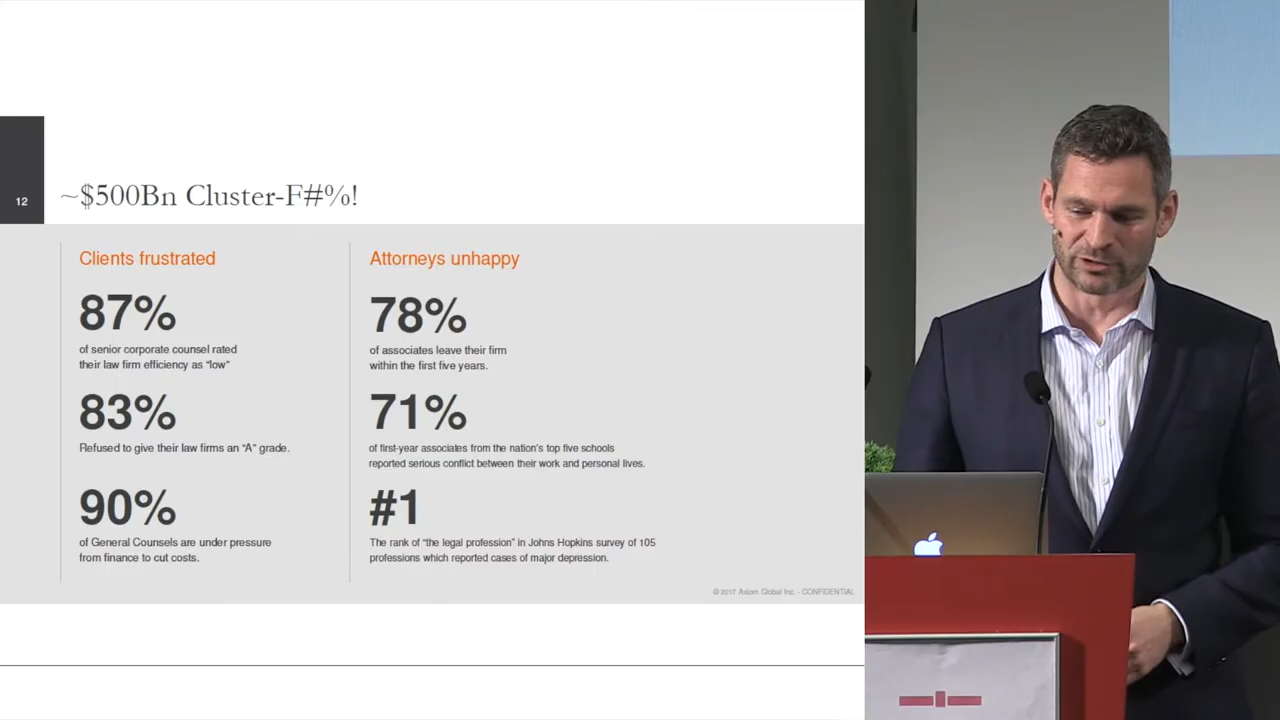 12
~$500Bn Cluster-F#%!
Clients frustrated
87%
of senior corporate counsel rated
their law firm efficiency as “low”
83%
Refused to give their law firms an “A” grade.
90%
of General Counsels are under pressure
from finance to cut costs.
Attorneys unhappy
78%
of associates leave their firm
within the first five years.
71%
of first-year associates from the nation's top five schools
reported serious conflict between their work and personal lives.
#1
The rank of “the legal profession” in Johns Hopkins survey of 105
professions which reported cases of major depression.
© 2017 Axiom Global Inc. - CONFIDENTIAL